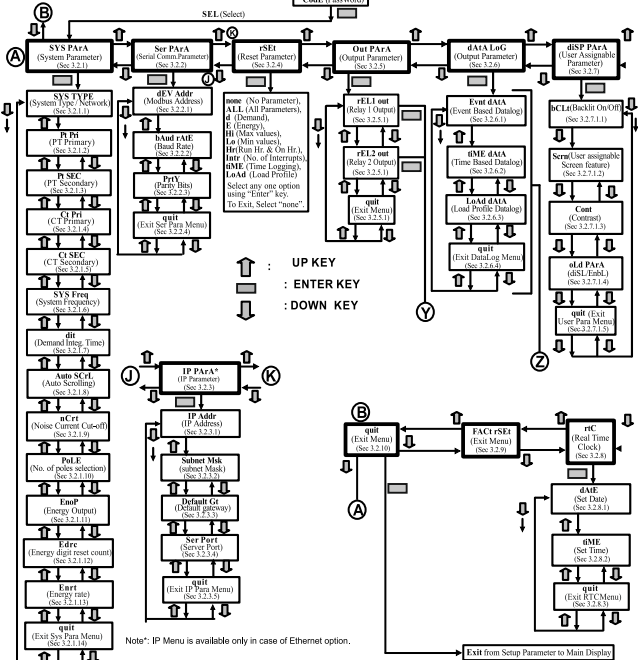 CodE (Password)
SEL (Select)
B
K
A
J
SYS PArA
(System Parameter)
(Sec 3.2.1)
Ser PArA
(Serial Comm.Parameter)
(Sec 3.2.2)
rSEt
(Reset Parameter)
(Sec 3.2.4)
Out PArA
(Output Parameter)
(Sec 3.2.5)
dAtA LoG
(Output Parameter)
(Sec 3.2.6)
diSP PArA
(User Assignable
Parameter)
(Sec 3.2.7)
SYS TYPE
(System Type / Network)
(Sec 3.2.1.1)
Pt Pri
(PT Primary)
(Sec 3.2.1.2)
Pt SEC
(PT Secondary)
(Sec 3.2.1.3)
Ct Pri
(CT Primary)
(Sec 3.2.1.4)
Ct SEC
(CT Secondary)
(Sec 3.2.1.5)
SYS Freq
(System Frequency)
(Sec 3.2.1.6)
dit
(Demand Integ. Time)
(Sec 3.2.1.7)
Auto SCrL
(Auto Scrolling)
(Sec 3.2.1.8)
nCrt
(Noise Current Cut-off)
(Sec 3.2.1.9)
PoLE
(No. of poles selection)
(Sec 3.2.1.10)
EnoP
(Energy Output)
(Sec 3.2.1.11)
Edrc
(Energy digit reset count)
(Sec 3.2.1.12)
Enrt
(Energy rate)
(Sec 3.2.1.13)
quit
(Exit Sys Para Menu)
(Sec 3.2.1.14)
dEV Addr
(Modbus Address)
(Sec 3.2.2.1)
bAud rAtE
(Baud Rate)
(Sec 3.2.2.2)
PrtY
(Parity Bits)
(Sec 3.2.2.3)
quit
(Exit Ser Para Menu)
(Sec 3.2.2.4)
none (No Parameter),
ALL (All Parameters),
d (Demand),
E (Energy),
Hi (Max values),
Lo (Min values),
Hr(Run Hr. & On Hr.),
Intr (No. of Interrupts),
tiME (Time Logging),
LoAd (Load Profile)
Select any one option
using "Enter" key.
To Exit, Select "none".
rEL1 out
(Relay 1 Output)
(Sec 3.2.5.1)
rEL2 out
(Relay 2 Output)
(Sec 3.2.5.1)
quit
(Exit Menu)
(Sec 3.2.5.1)
Y
Evnt dAtA
(Event Based Datalog)
(Sec 3.2.6.1)
tiME dAtA
(Time Based Datalog)
(Sec 3.2.6.2)
LoAd dAtA
(Load Profile Datalog)
(Sec 3.2.6.3)
quit
(Exit DataLog Menu)
(Sec 3.2.6.4)
Z
bCLt(Backlit On/Off)
(Sec 3.2.7.1.1)
Scrn(User assignable
Screen feature)
(Sec.3.2.7.1.2)
Cont
(Contrast)
(Sec.3.2.7.1.3)
oLd PArA
(diSL/EnbL)
(Sec.3.2.7.1.4)
quit (Exit
User Para Menu)
(Sec.3.2.7.1.5)
: UP KEY
: ENTER KEY
: DOWN KEY
J
IP PArA*
(IP Parameter)
(Sec 3.2.3)
K
IP Addr
(IP Address)
(Sec 3.2.3.1)
Subnet Msk
(subnet Mask)
(Sec 3.2.3.2)
Default Gt
(Default gateway)
(Sec 3.2.3.3)
Ser Port
(Server Port)
(Sec 3.2.3.4)
quit
(Exit IP Para Menu)
(Sec 3.2.3.5)
B
quit
(Exit Menu)
(Sec 3.2.10)
FACt rSEt
(Exit Menu)
(Sec 3.2.9)
rtC
(Real Time
Clock)
(Sec 3.2.8)
A
dAtE
(Set Date)
(Sec 3.2.8.1)
tiME
(Set Time)
(Sec 3.2.8.2)
quit
(Exit RTCMenu)
(Sec 3.2.8.3)
Note*: IP Menu is available only in case of Ethernet option.
Exit from Setup Parameter to Main Display